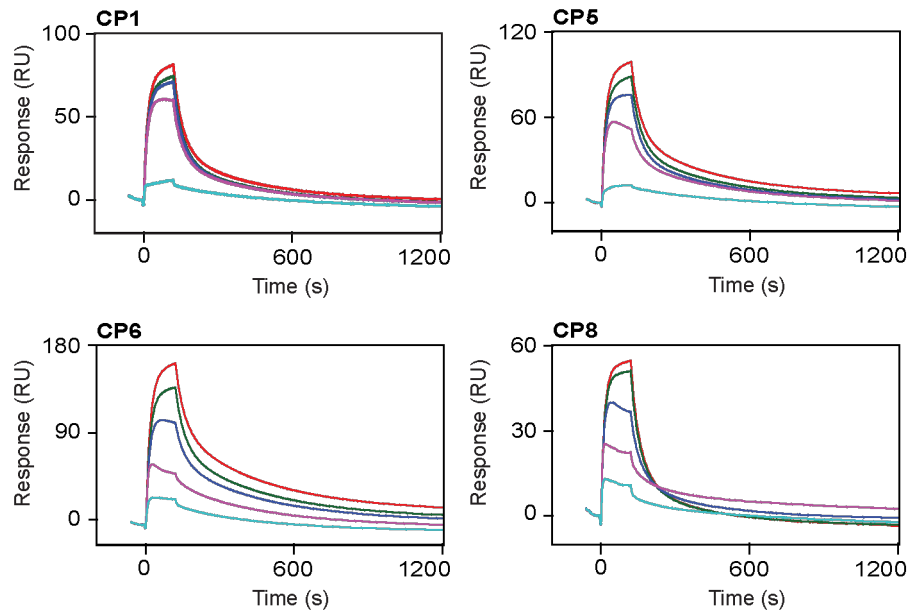 CP1
100
50
0
Response (RU)
0
600
1200
Time (s)
CP5
120
60
0
Response (RU)
0
600
1200
Time (s)
CP6
180
90
0
Response (RU)
0
600
1200
Time (s)
CP8
60
30
0
Response (RU)
0
600
1200
Time (s)